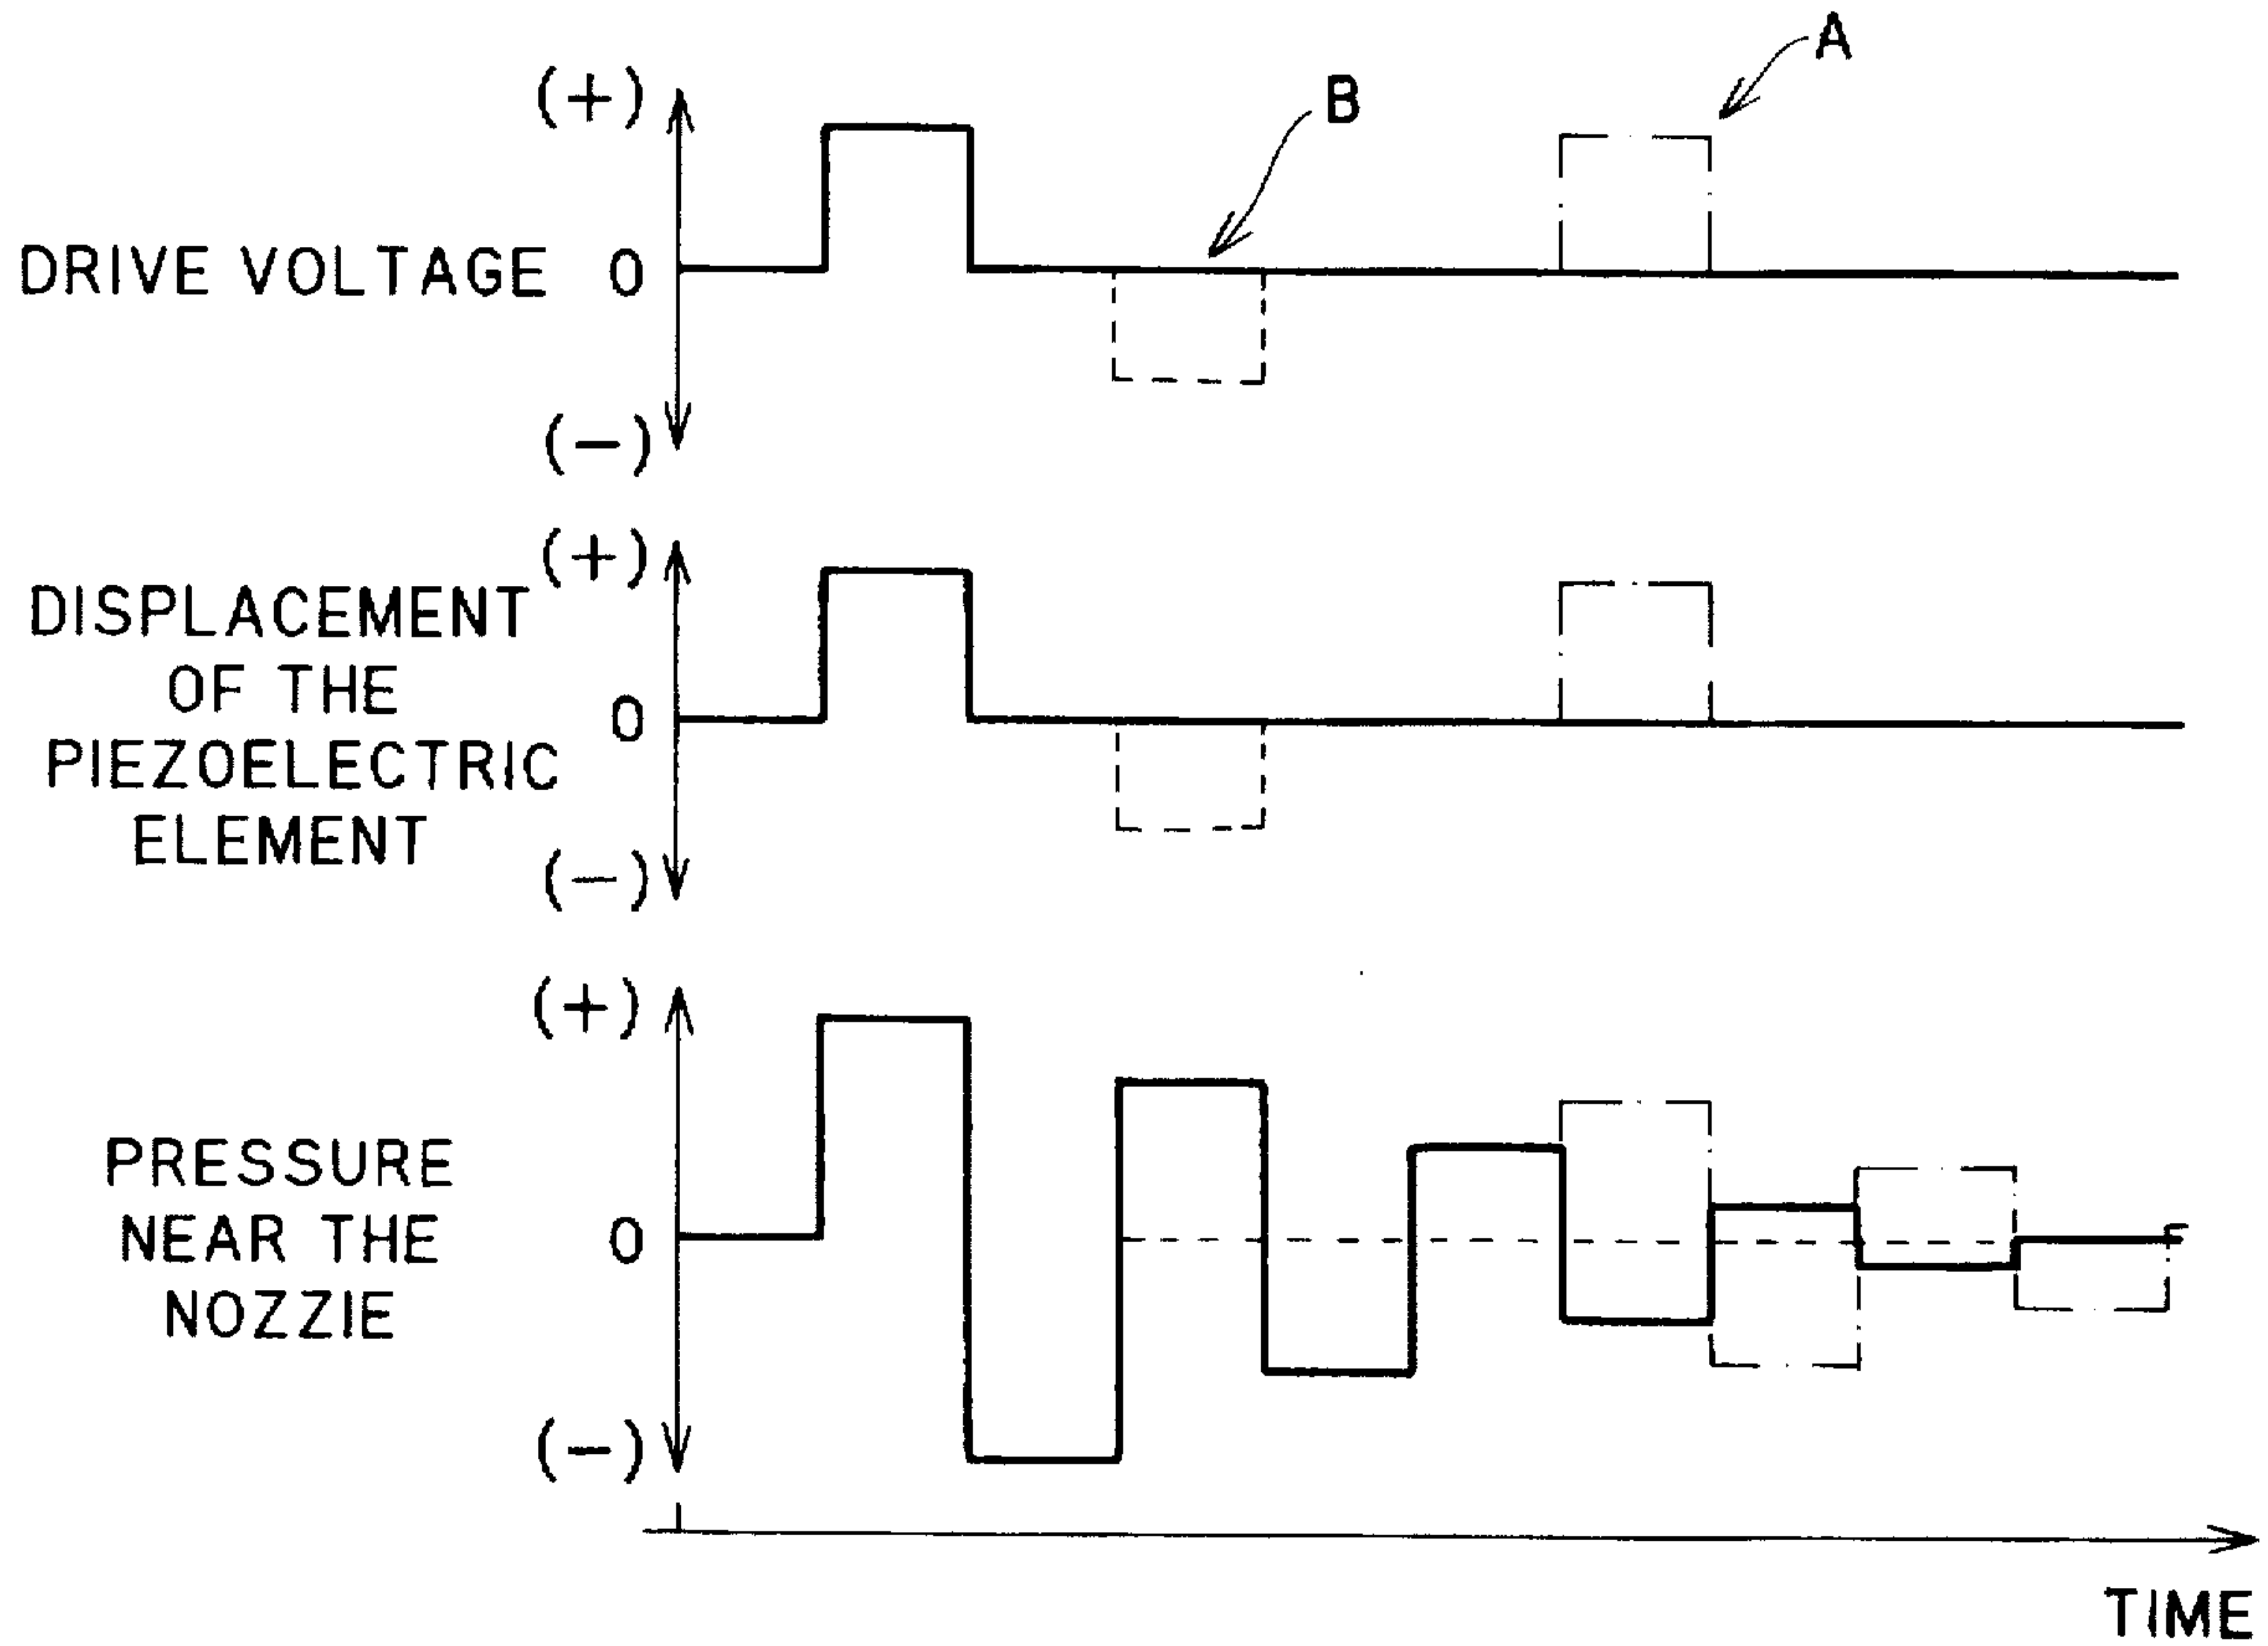 A
B
(+)
DRIVE VOLTAGE 0
(-)
(+)
DISPLACEMENT
OF THE
0
PIEZOELECTRIC
ELEMENT
(-)
(+)
PRESSURE
NEAR THE
0
NOZZIE
(-)
TIME